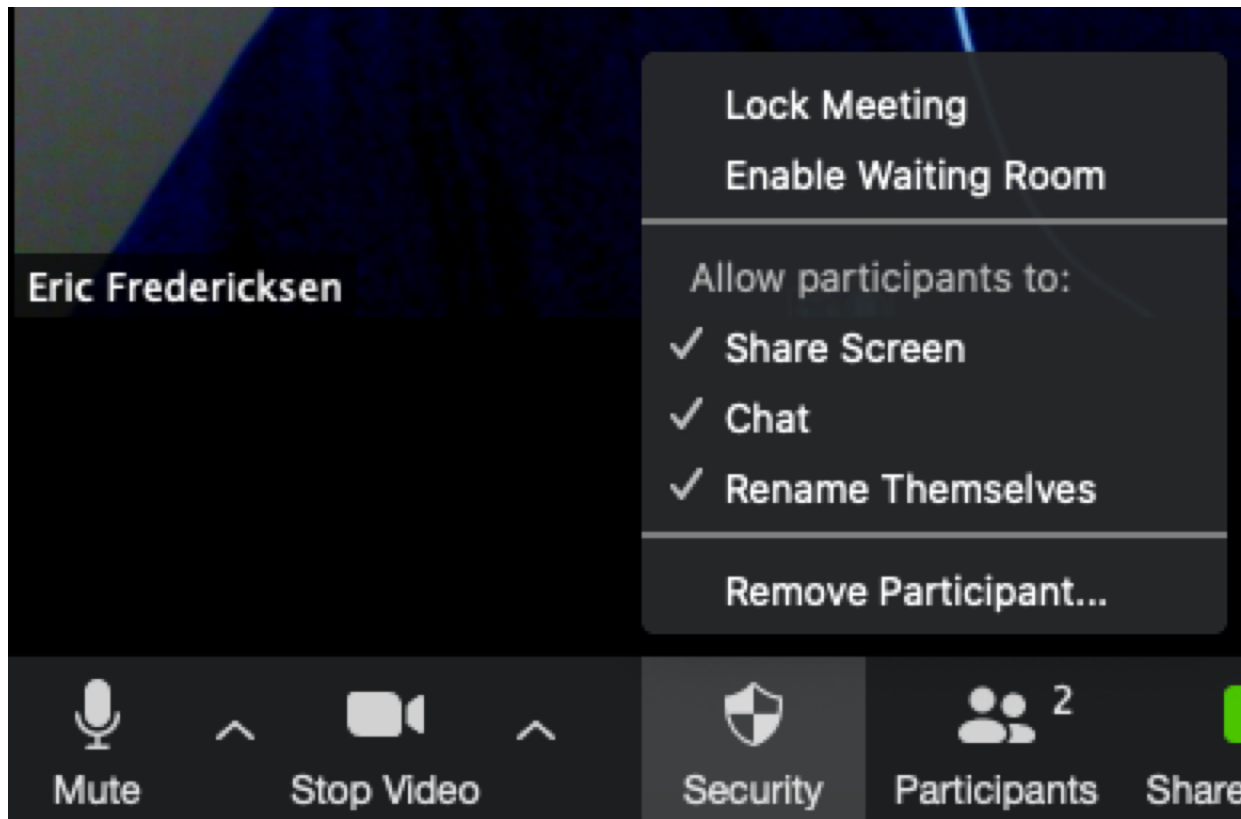 Lock Meeting
Enable Waiting Room
Eric Fredericksen
Allow participants to:
Share Screen
Chat
Rename Themselves
Remove Participant...
2
Mute
Stop Video
Security
Participants
Share